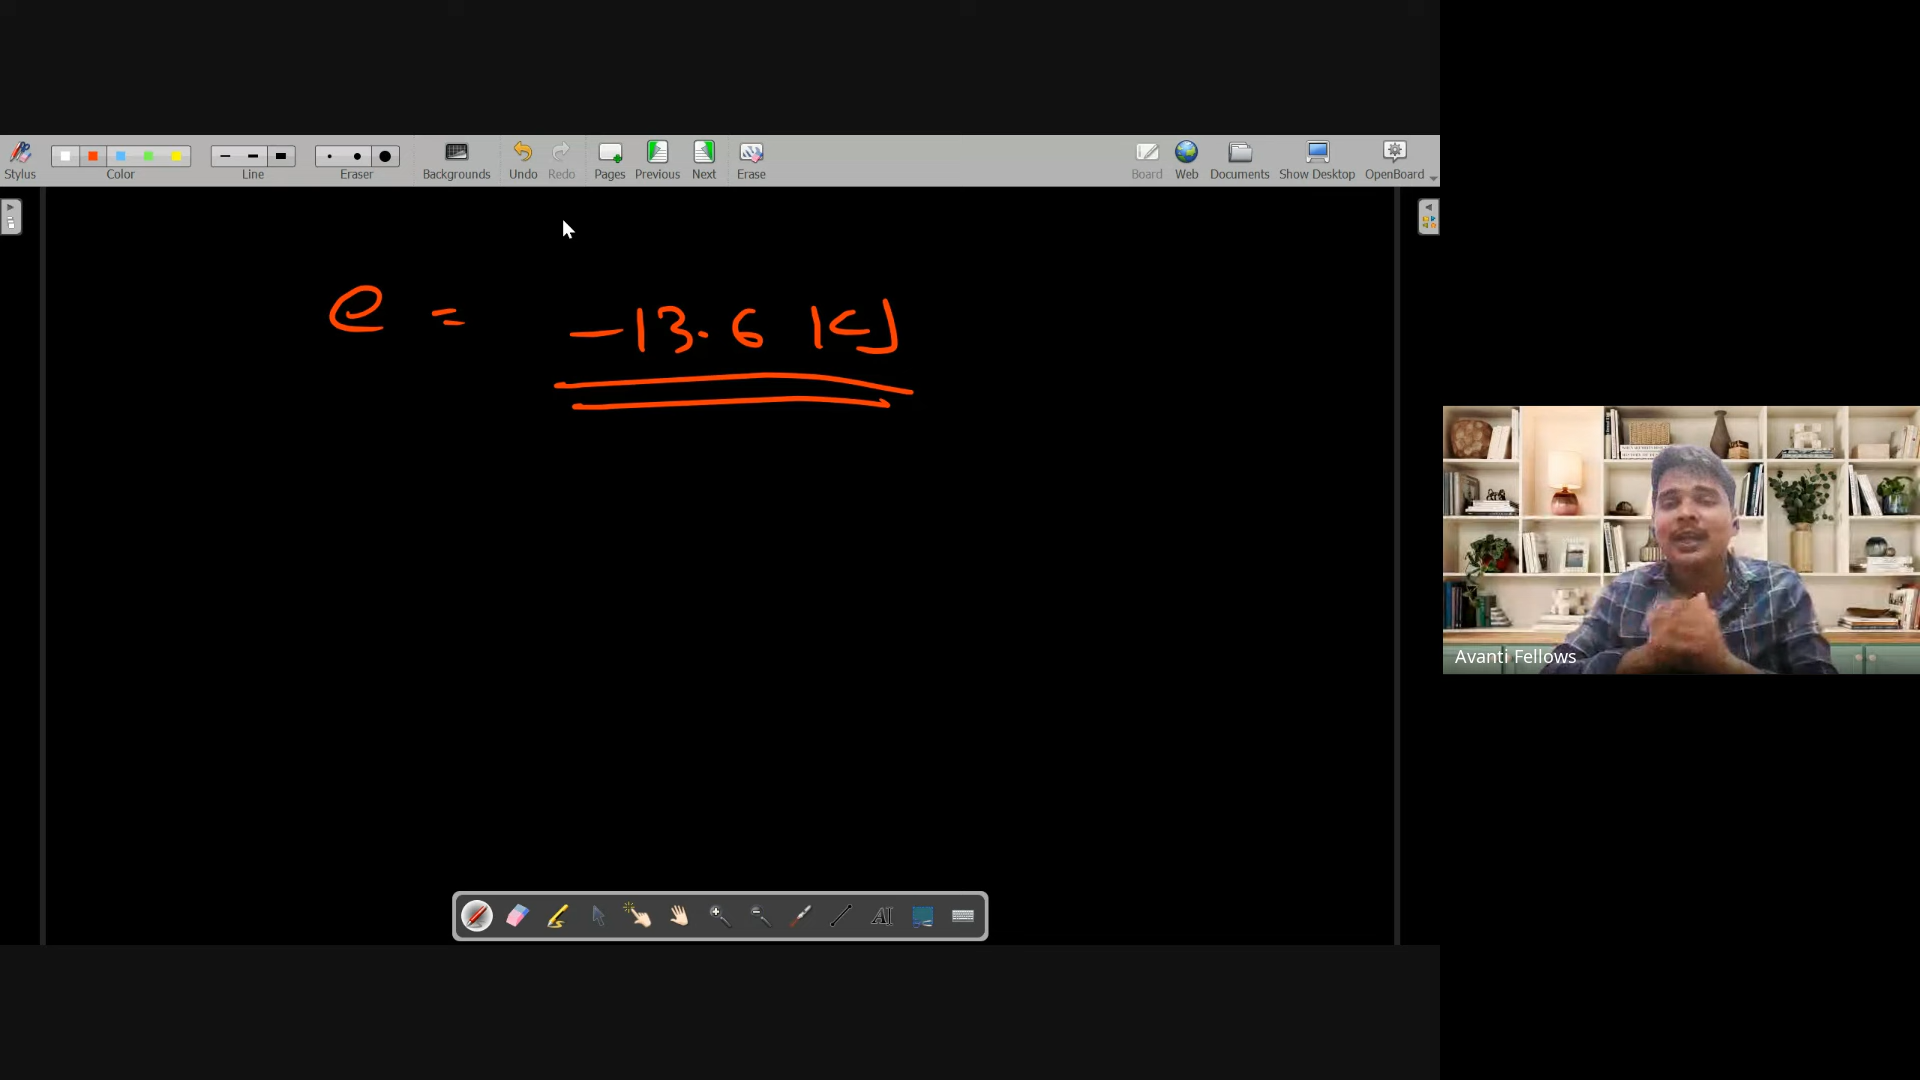 Stylus
Color
Line
Eraser
Backgrounds
Undo
Redo
Pages
Previous
Next
Erase
Board
Web
Documents
Show Desktop
OpenBoard
e = -13.6 KJ
Avanti Fellows